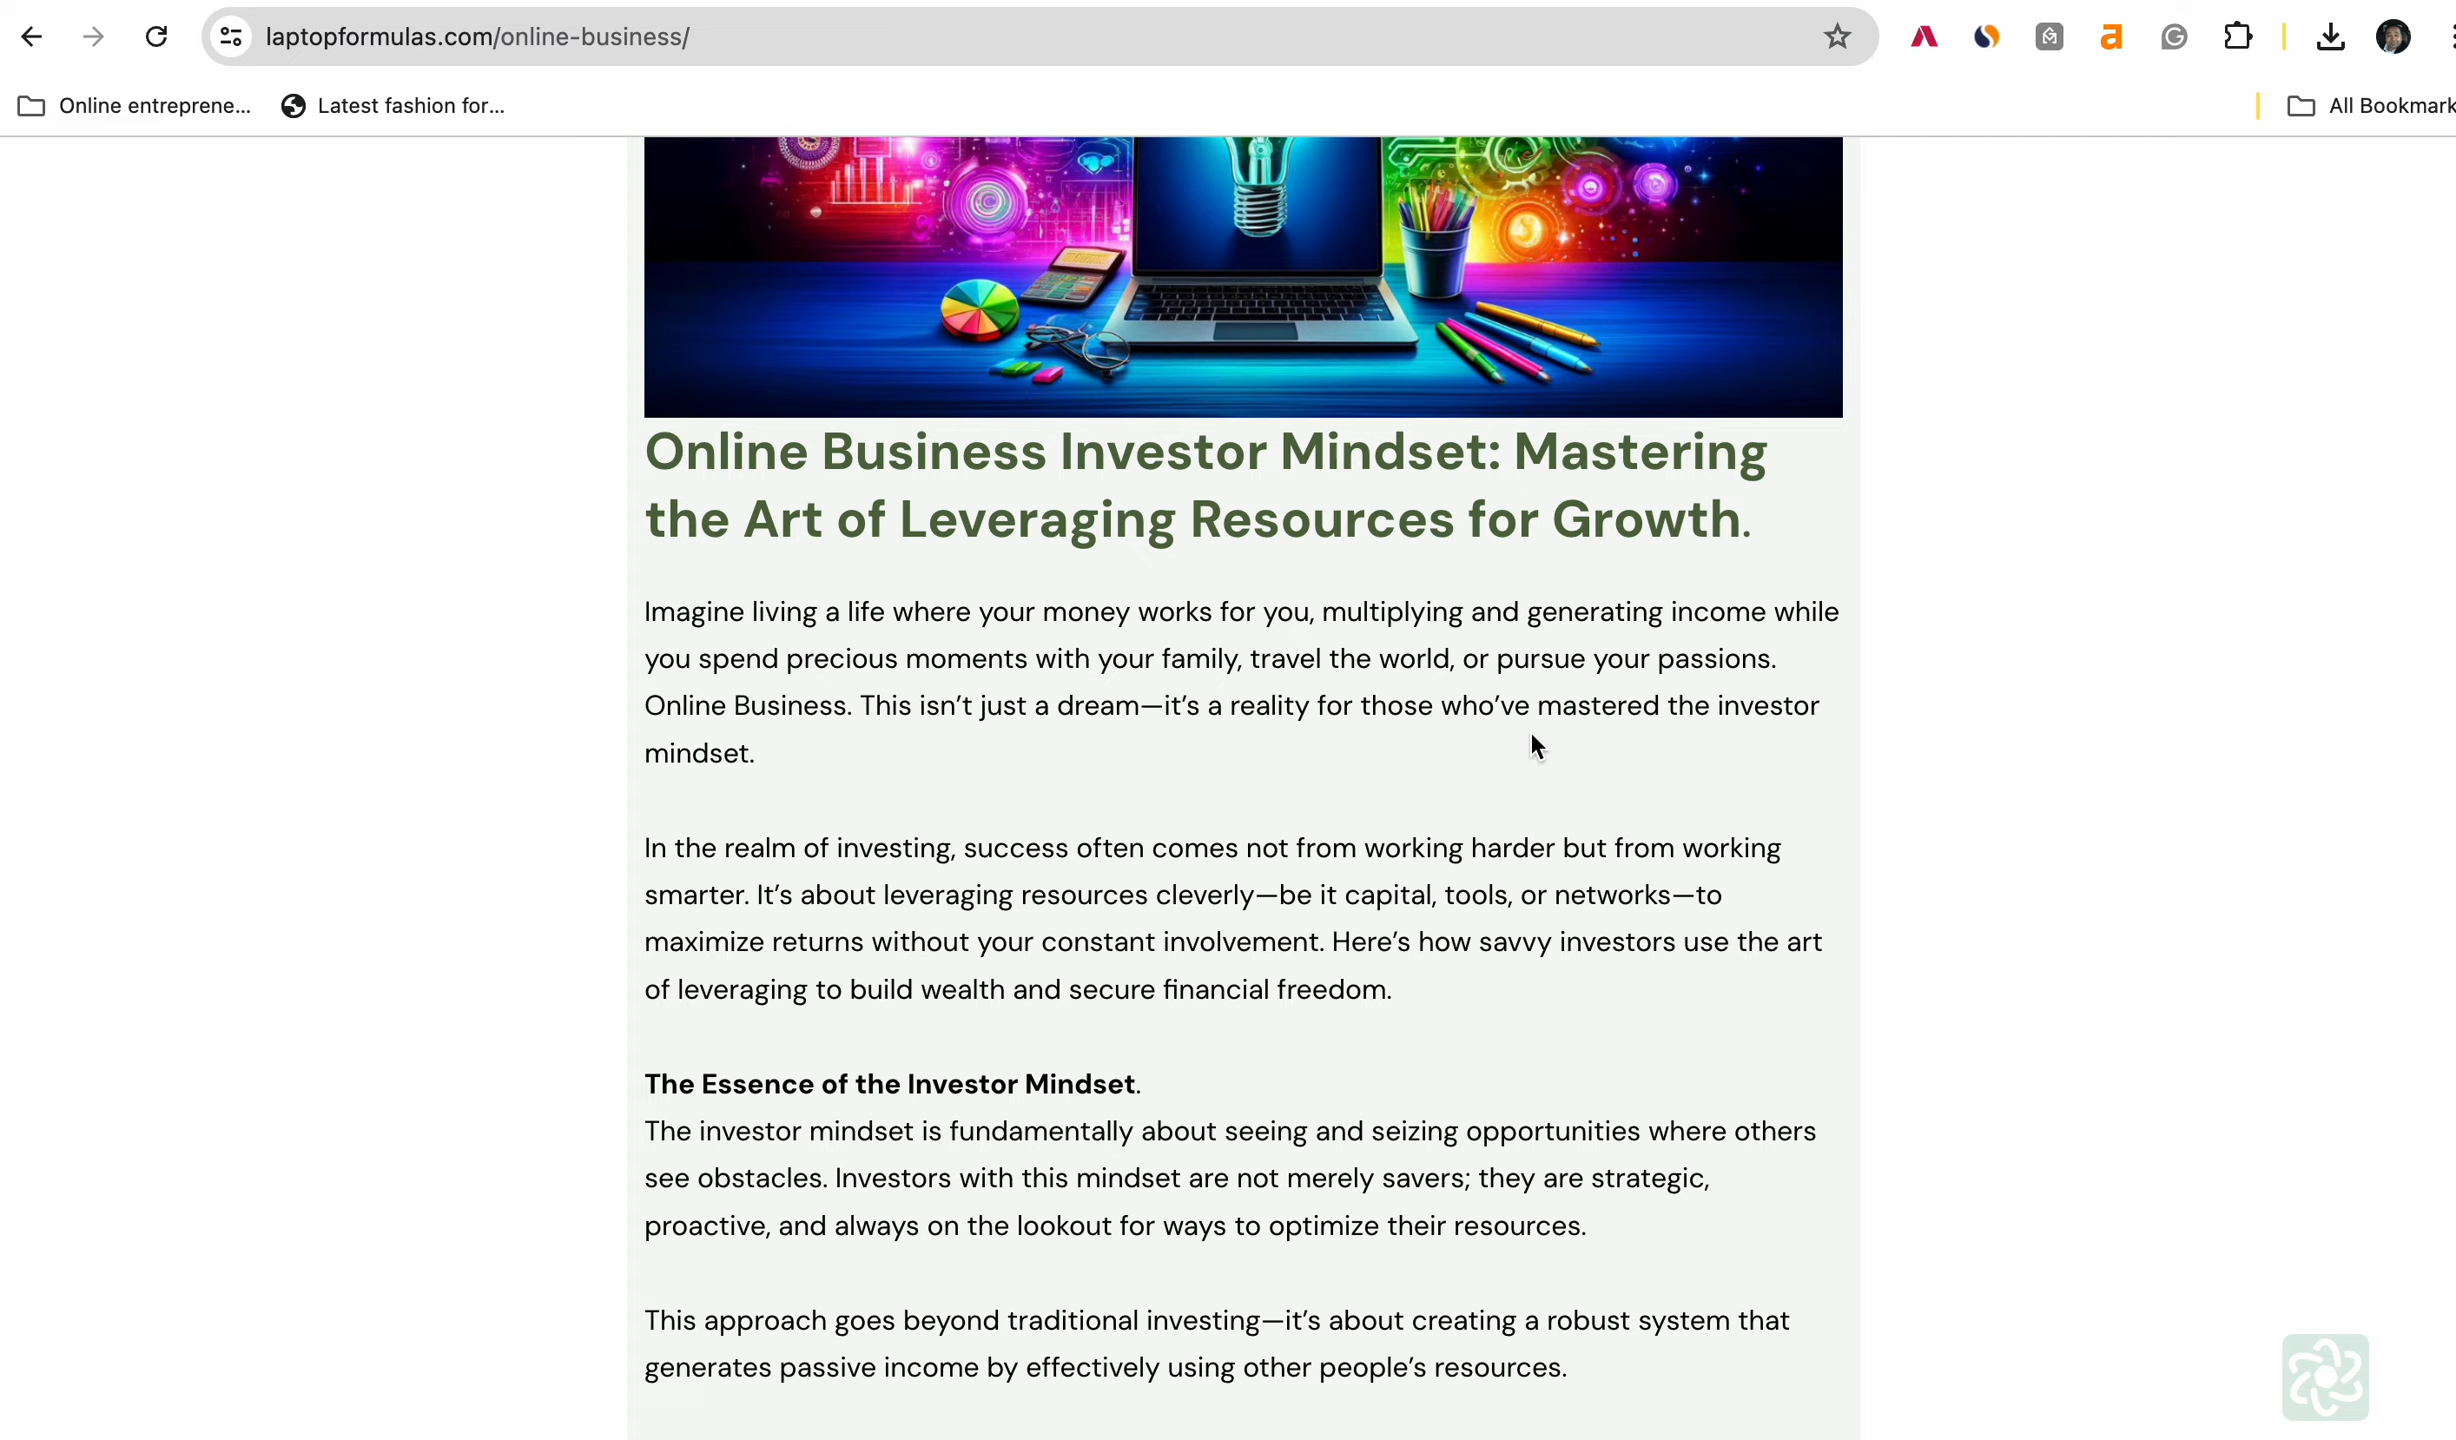 laptopformulas.com/online-business/
Online entreprene...
Latest fashion for...
All Bookmark
Online Business Investor Mindset: Mastering
the Art of Leveraging Resources for Growth.
Imagine living a life where your money works for you, multiplying and generating income while
you spend precious moments with your family, travel the world, or pursue your passions.
Online Business. This isn’t just a dream—it’s a reality for those who’ve mastered the investor
mindset.
In the realm of investing, success often comes not from working harder but from working
smarter. It’s about leveraging resources cleverly—be it capital, tools, or networks—to
maximize returns without your constant involvement. Here’s how savvy investors use the art
of leveraging to build wealth and secure financial freedom.
The Essence of the Investor Mindset.
The investor mindset is fundamentally about seeing and seizing opportunities where others
see obstacles. Investors with this mindset are not merely savers; they are strategic,
proactive, and always on the lookout for ways to optimize their resources.
This approach goes beyond traditional investing—it’s about creating a robust system that
generates passive income by effectively using other people’s resources.